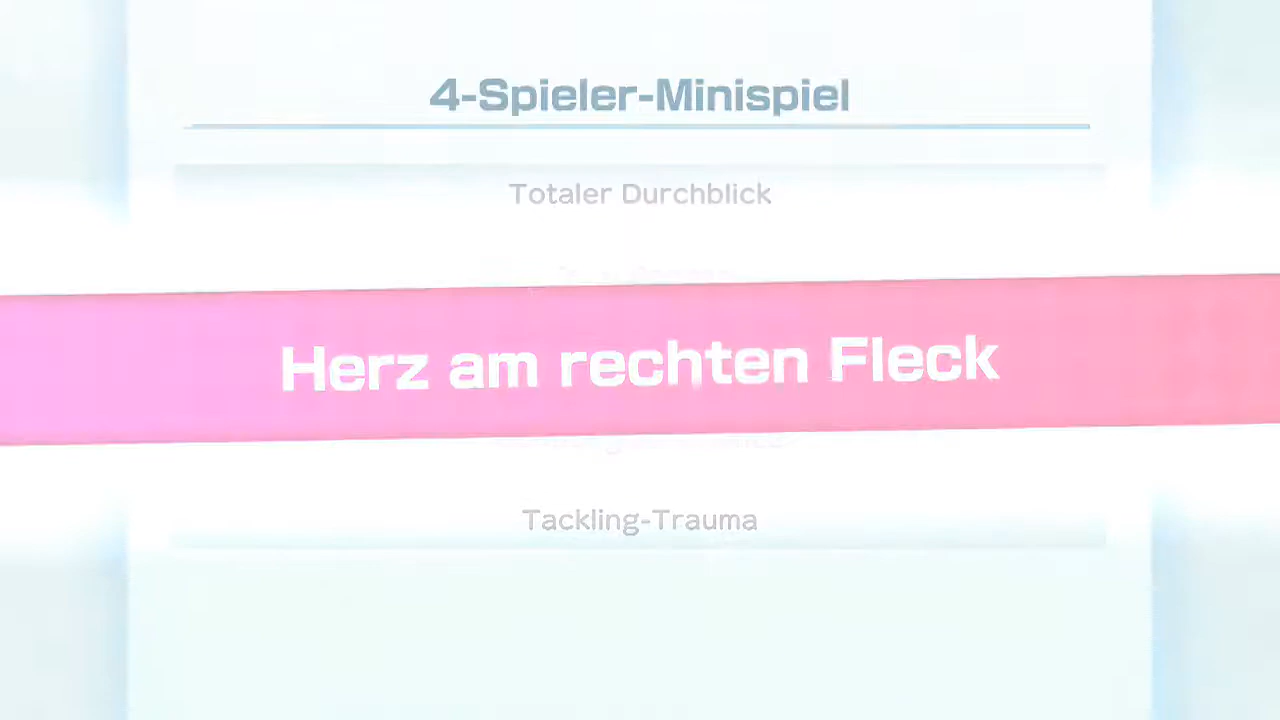 4-Spieler-Minispiel
Totaler Durchblick
Herz am rechten Fleck
Tackling-Trauma